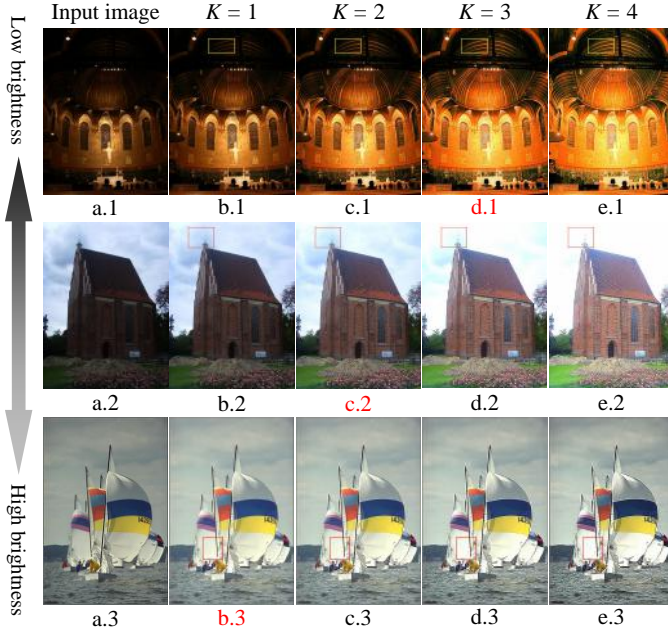 Input image K = 1 K = 2 K = 3 K = 4
Low brightness
a.1 b.1 c.1 d.1 e.1
a.2 b.2 c.2 d.2 e.2
High brightness
a.3 b.3 c.3 d.3 e.3